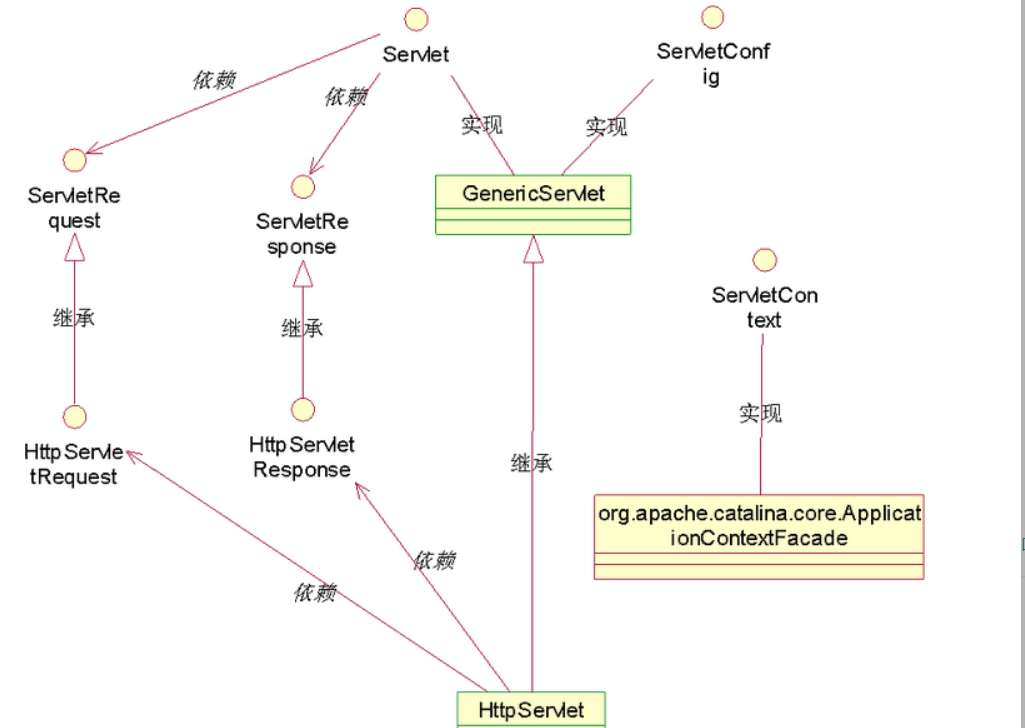 Servlet
ServletConf
ig
依赖
依赖
实现
实现
ServletRe
quest
ServletRe
sponse
GenericServlet
ServletCon
text
继承
继承
实现
HttpServle
tRequest
HttpServlet
Response
继承
org.apache.catalina.core.Applicat
ionContextFacade
依赖
依赖
HttpServlet